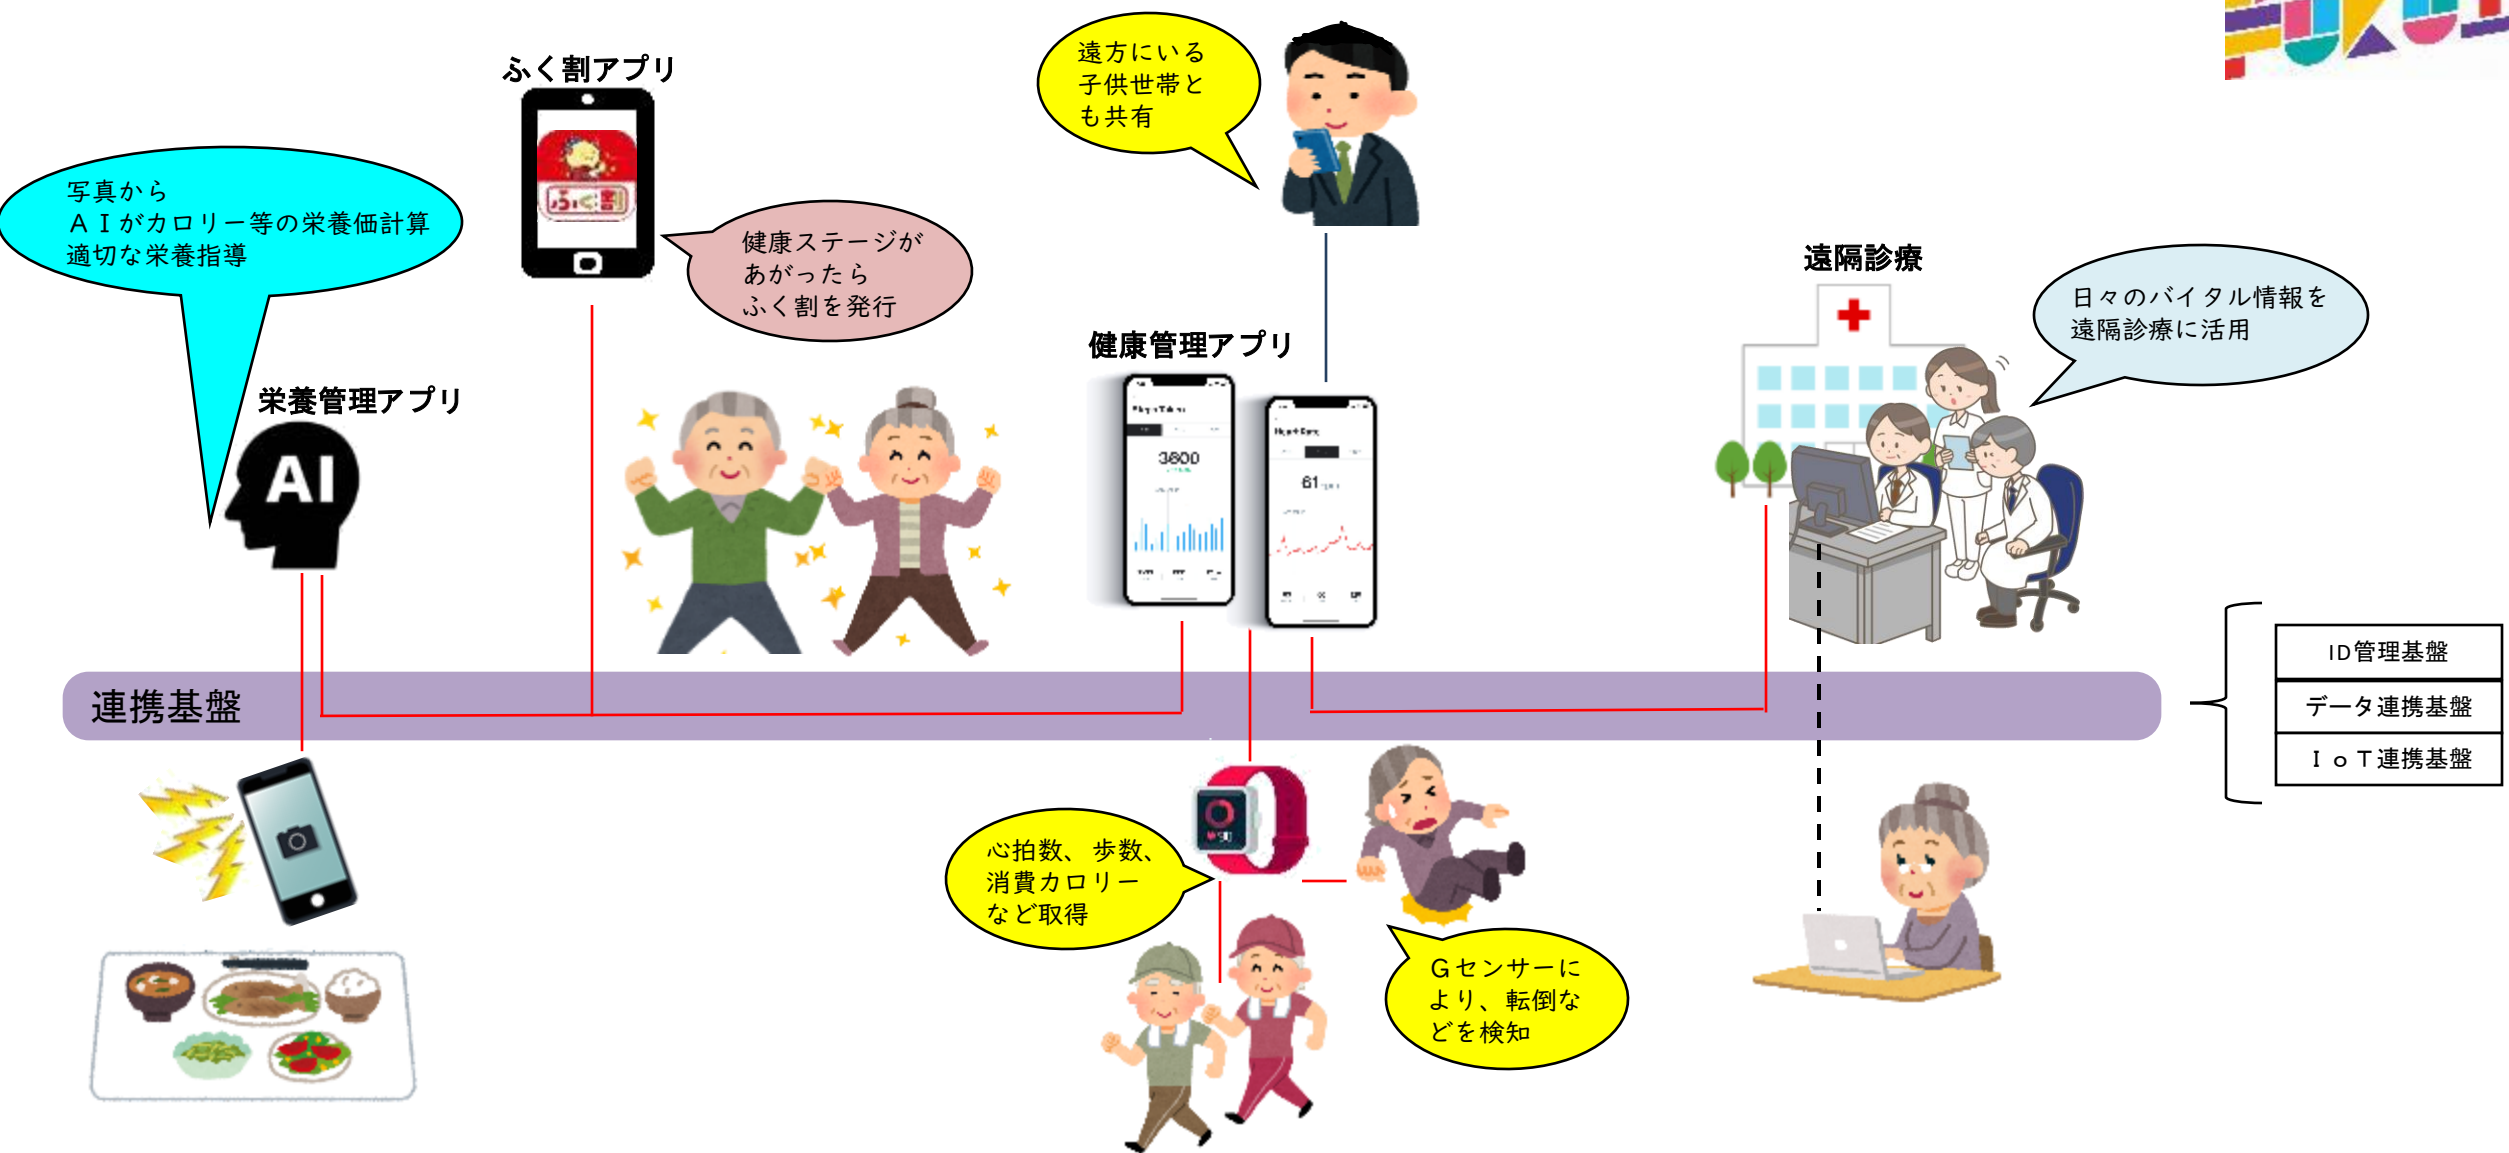 ふく割アプリ
遠方にいる
子供世帯と
も共有
写真から
ＡＩがカロリー等の栄養価計算
適切な栄養指導
ふく割
健康ステージが
あがったら
ふく割を発行
遠隔診療
日々のバイタル情報を
遠隔診療に活用
健康管理アプリ
栄養管理アプリ
AI
3800
61
連携基盤
ID管理基盤
データ連携基盤
ＩｏＴ連携基盤
心拍数、歩数、
消費カロリー
など取得
Ｇセンサーに
より、転倒な
どを検知